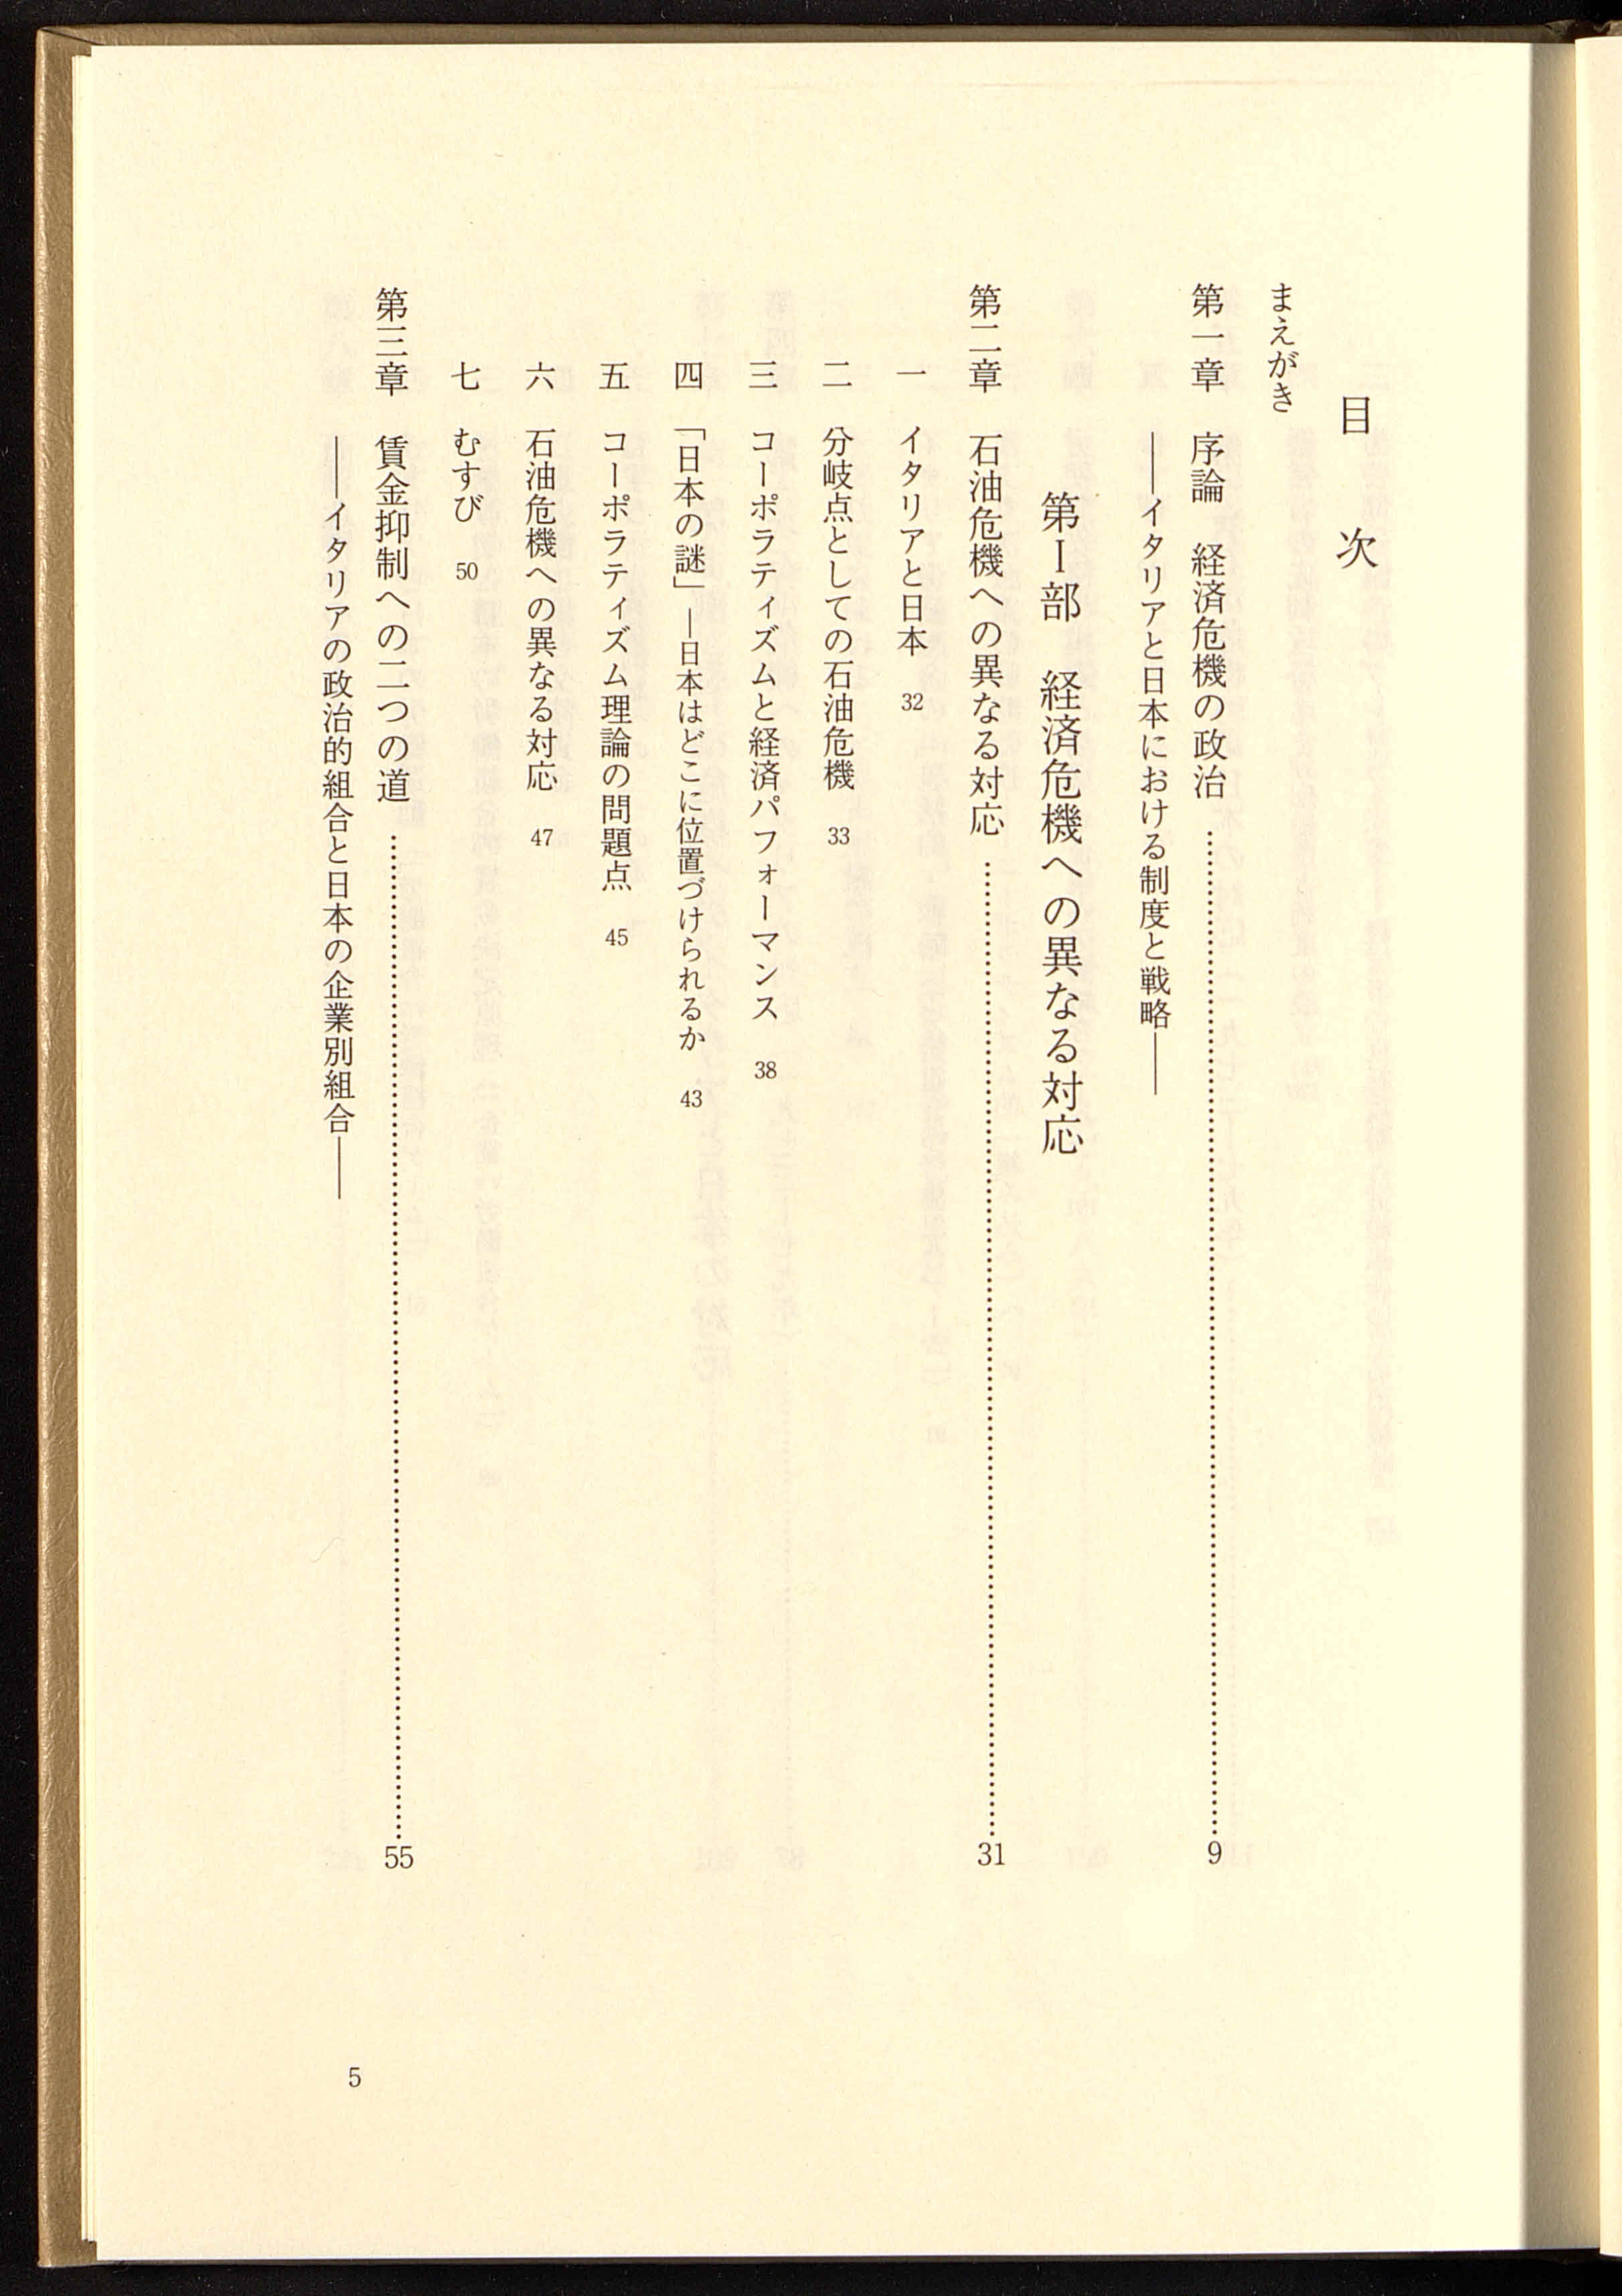 目　次
まえがき
第一章　序論　経済危機の政治……………………………9
――イタリアと日本における制度と戦略――
第Ⅰ部　経済危機への異なる対応
第二章　石油危機への異なる対応……………………………31
一　イタリアと日本　32
二　分岐点としての石油危機　33
三　コーポラティズムと経済パフォーマンス　38
四　「日本の謎」―日本はどこに位置づけられるか　43
五　コーポラティズム理論の問題点　45
六　石油危機への異なる対応　47
七　むすび　50
第三章　賃金抑制への二つの道……………………………55
――イタリアの政治的組合と日本の企業別組合――
5